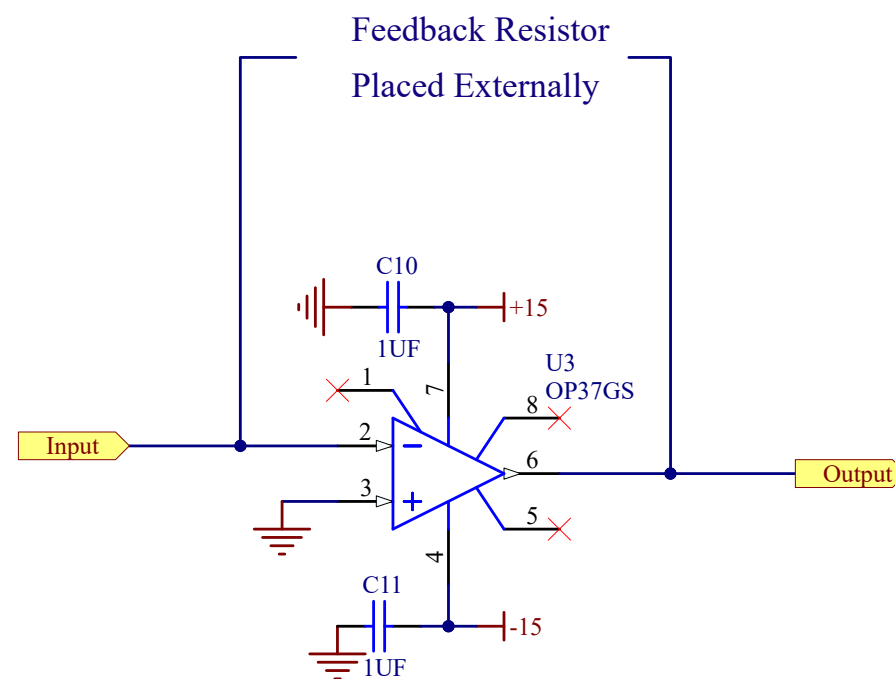 Feedback Resistor
Placed Externally
C10
+15
1UF
U3
OP37GS
1
7
8
Input
2
6
Output
3
5
4
C11
-15
1UF